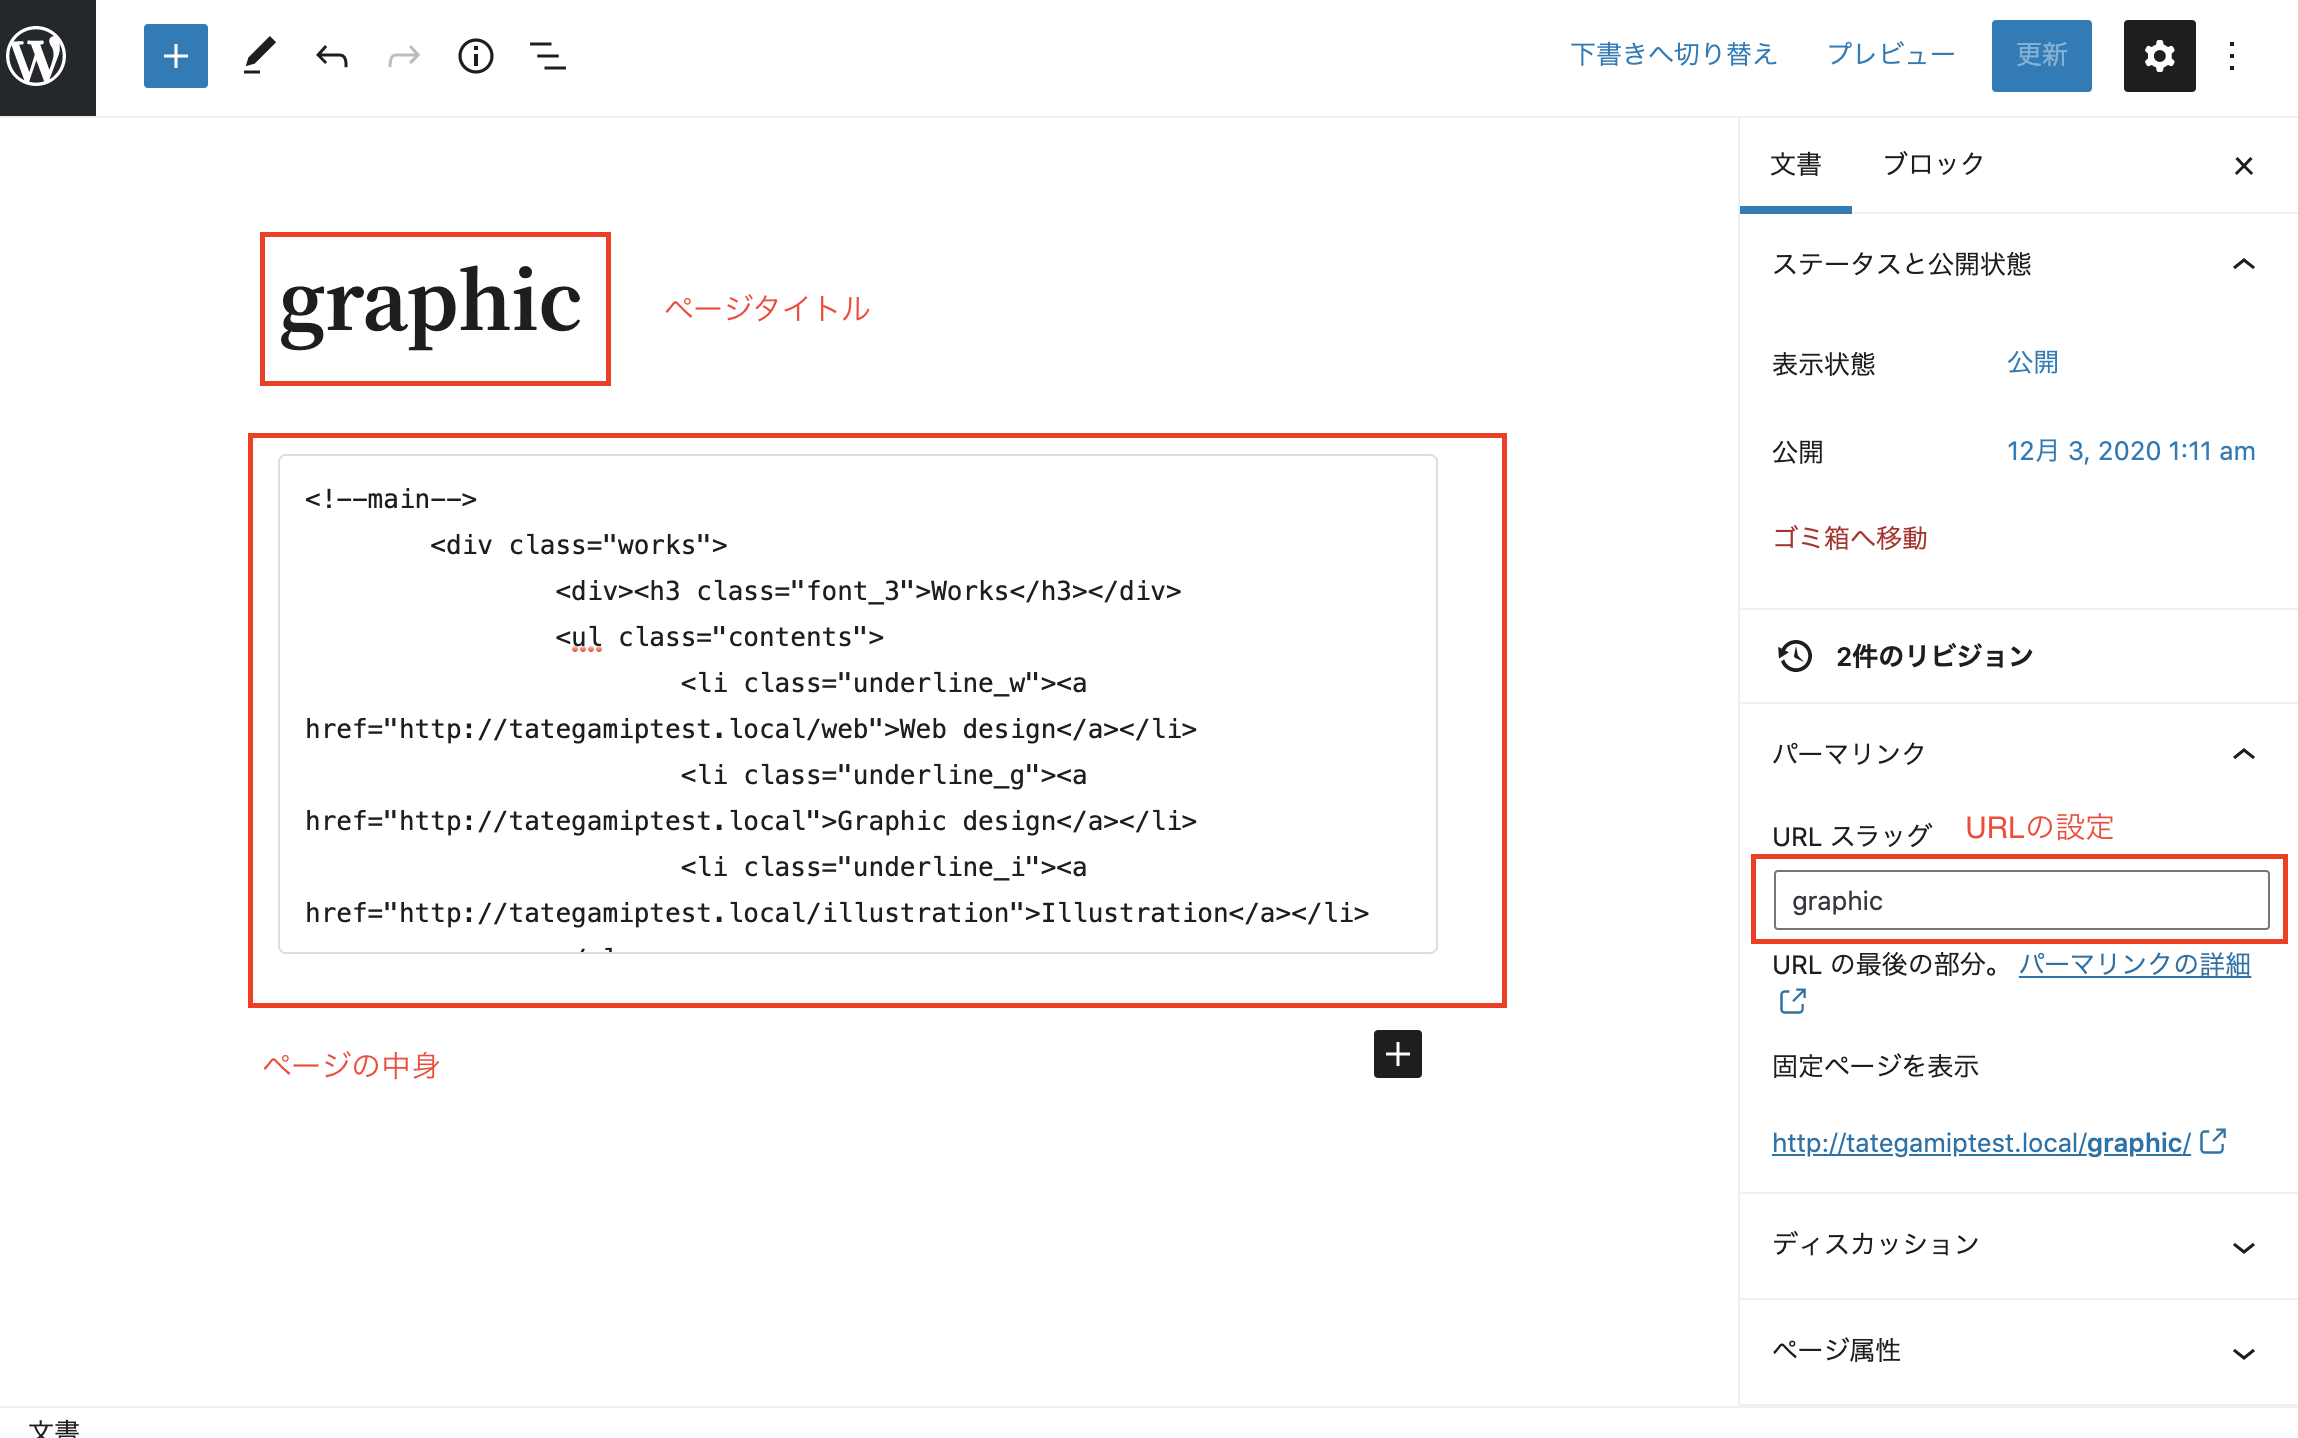 下書きへ切り替え
プレビュー
更新
文書
ブロック
graphic
ページタイトル
<!--main-->
<div class="works">
<div><h3 class="font_3">Works</h3></div>
<ul class="contents">
<li class="underline_w"><a
href="http://tategamiptest.local/web">Web design</a></li>
<li class="underline_g"><a
href="http://tategamiptest.local">Graphic design</a></li>
<li class="underline_i"><a
href="http://tategamiptest.local/illustration">Illustration</a></li>
ページの中身
ステータスと公開状態
表示状態
公開
公開
12月 3, 2020 1:11 am
ゴミ箱へ移動
2件のリビジョン
パーマリンク
URL スラッグ
URLの設定
graphic
URL の最後の部分。 パーマリンクの詳細
固定ページを表示
http://tategamiptest.local/graphic/
ディスカッション
ページ属性
文書